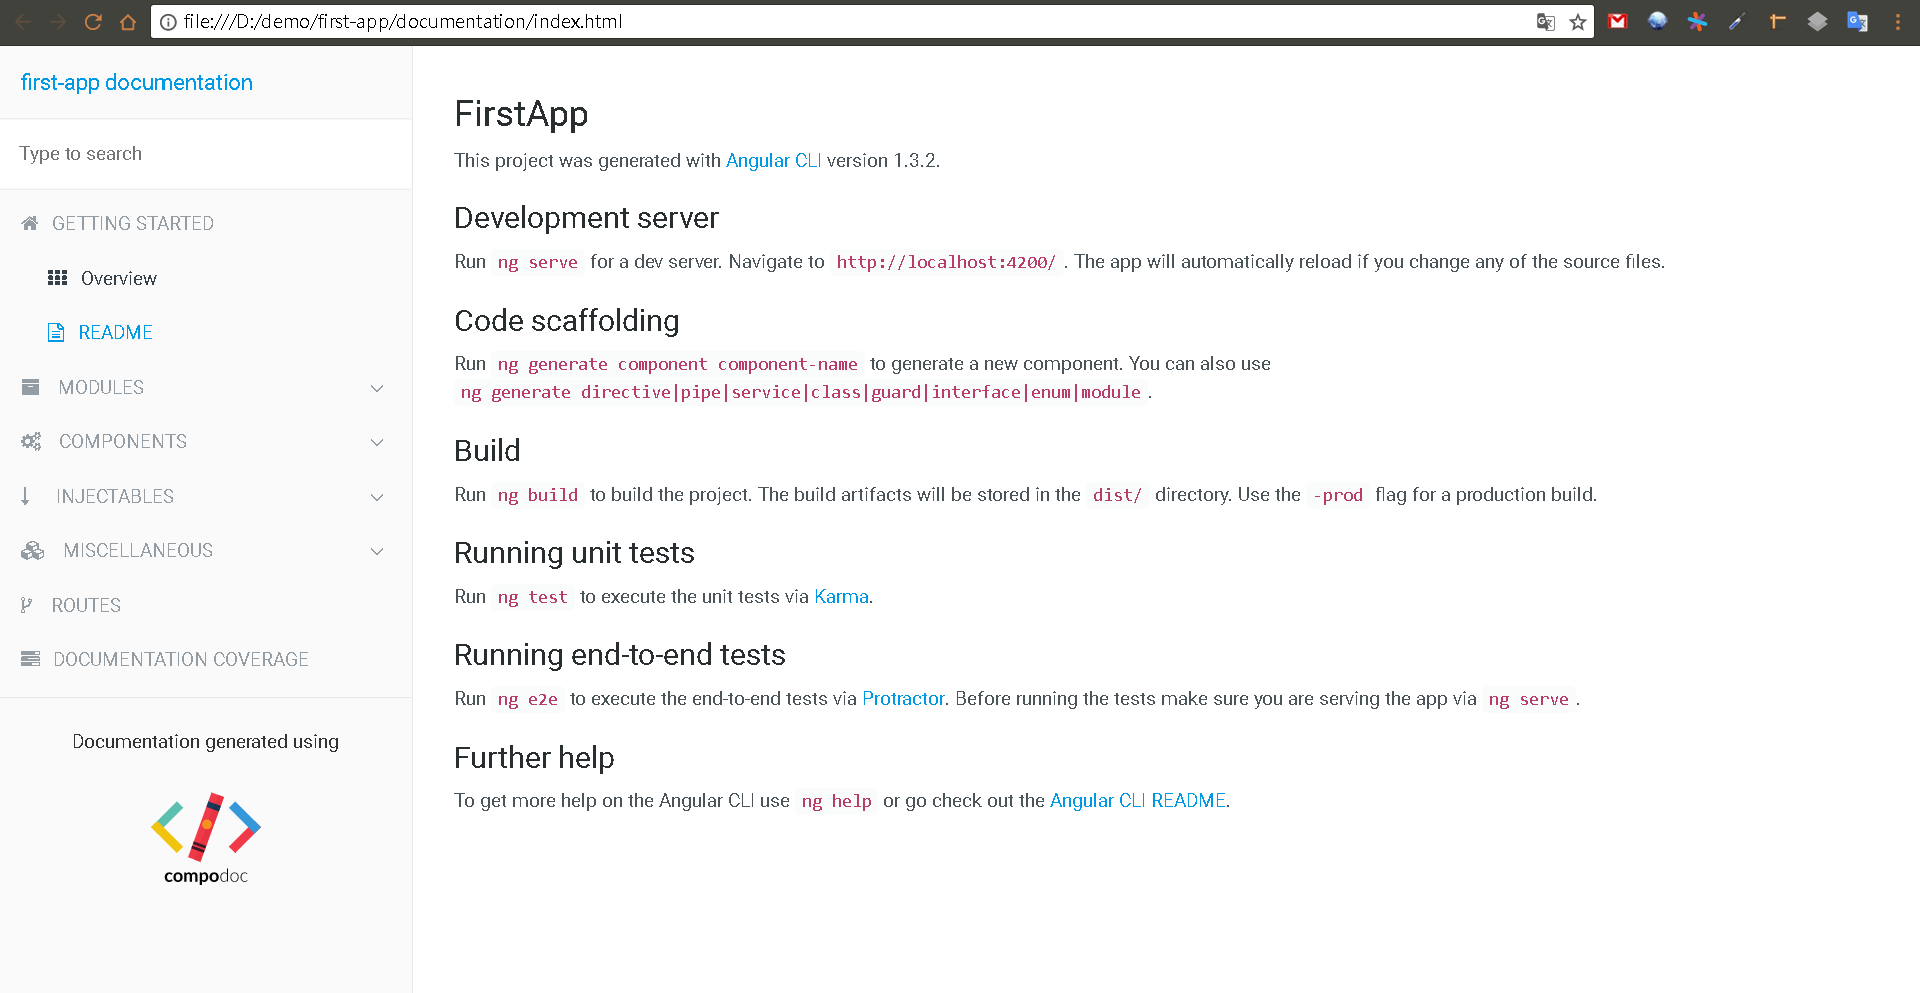 file:///D:/demo/first-app/documentation/index.html
first-app documentation
Type to search
GETTING STARTED
Overview
README
MODULES
COMPONENTS
INJECTABLES
MISCELLANEOUS
ROUTES
DOCUMENTATION COVERAGE
Documentation generated using
compodoc
FirstApp
This project was generated with Angular CLI version 1.3.2.
Development server
Run ng serve for a dev server. Navigate to http://localhost:4200/ . The app will automatically reload if you change any of the source files.
Code scaffolding
Run ng generate component component-name to generate a new component. You can also use
ng generate directive|pipe|service|class|guard|interface|enum|module .
Build
Run ng build to build the project. The build artifacts will be stored in the dist/ directory. Use the -prod flag for a production build.
Running unit tests
Run ng test to execute the unit tests via Karma.
Running end-to-end tests
Run ng e2e to execute the end-to-end tests via Protractor. Before running the tests make sure you are serving the app via ng serve .
Further help
To get more help on the Angular CLI use ng help or go check out the Angular CLI README.